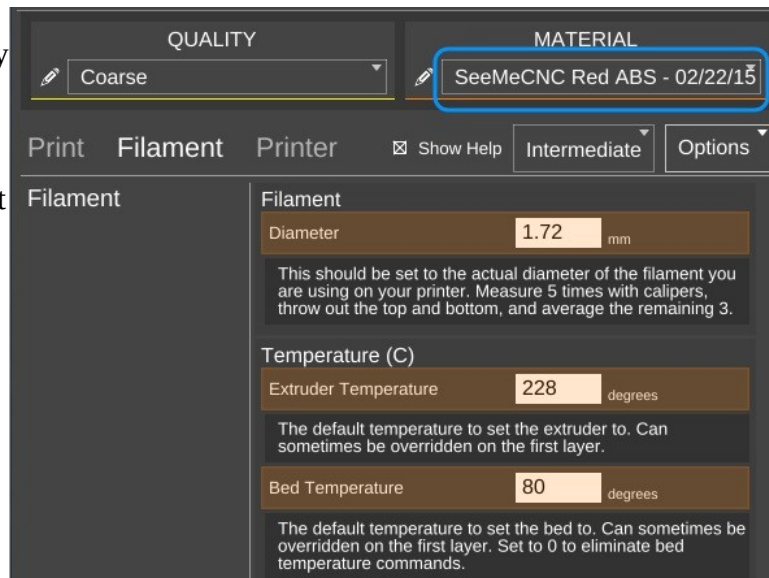 y
t
QUALITY
MATERIAL
Coarse
SeeMeCNC Red ABS - 02/22/15
Print Filament Printer Show Help Intermediate Options
Filament
Filament
Diameter 1.72 mm
This should be set to the actual diameter of the filament you
are using on your printer. Measure 5 times with calipers,
throw out the top and bottom, and average the remaining 3.
Temperature (C)
Extruder Temperature 228 degrees
The default temperature to set the extruder to. Can
sometimes be overridden on the first layer.
Bed Temperature 80 degrees
The default temperature to set the bed to. Can sometimes be
overridden on the first layer. Set to 0 to eliminate bed
temperature commands.